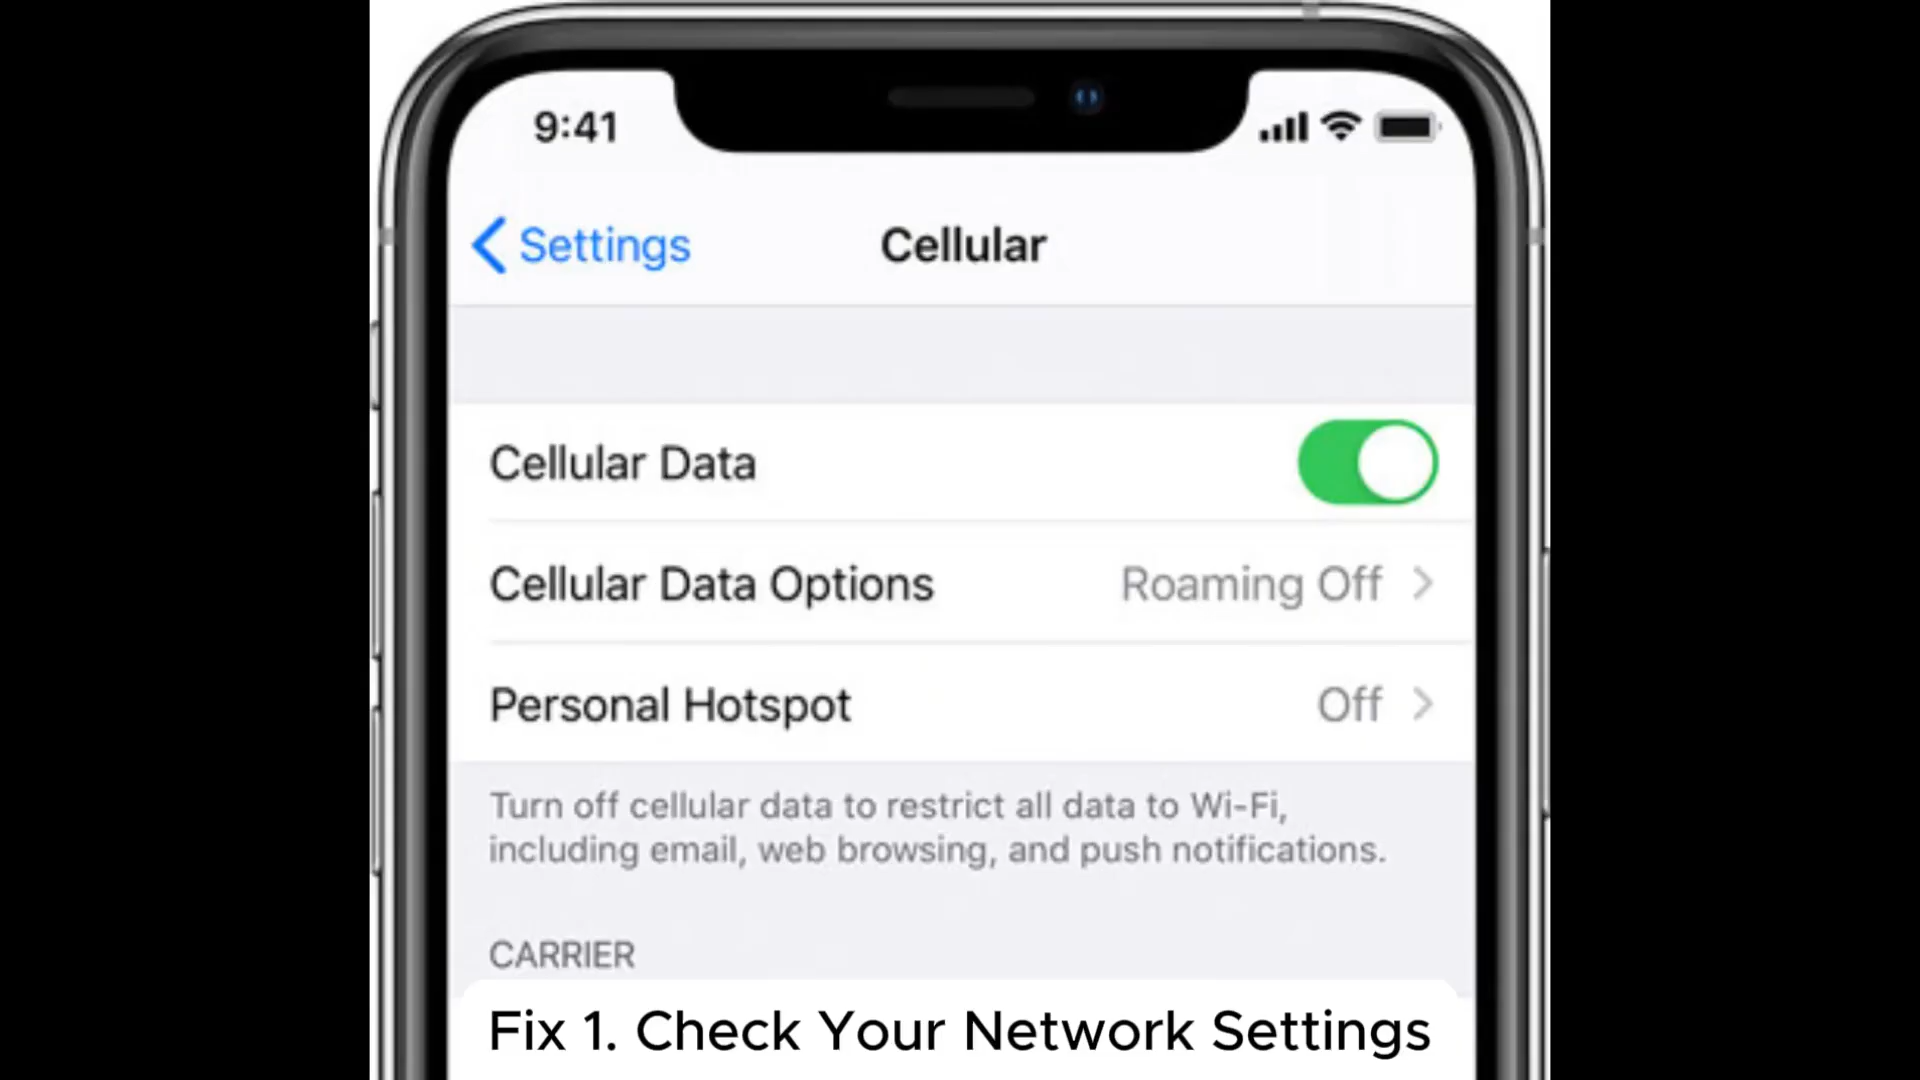 9:41
Settings
Cellular
Cellular Data
Cellular Data Options Roaming Off
Personal Hotspot Off
Turn off cellular data to restrict all data to Wi-Fi,
including email, web browsing, and push notifications.
CARRIER
Fix 1. Check Your Network Settings